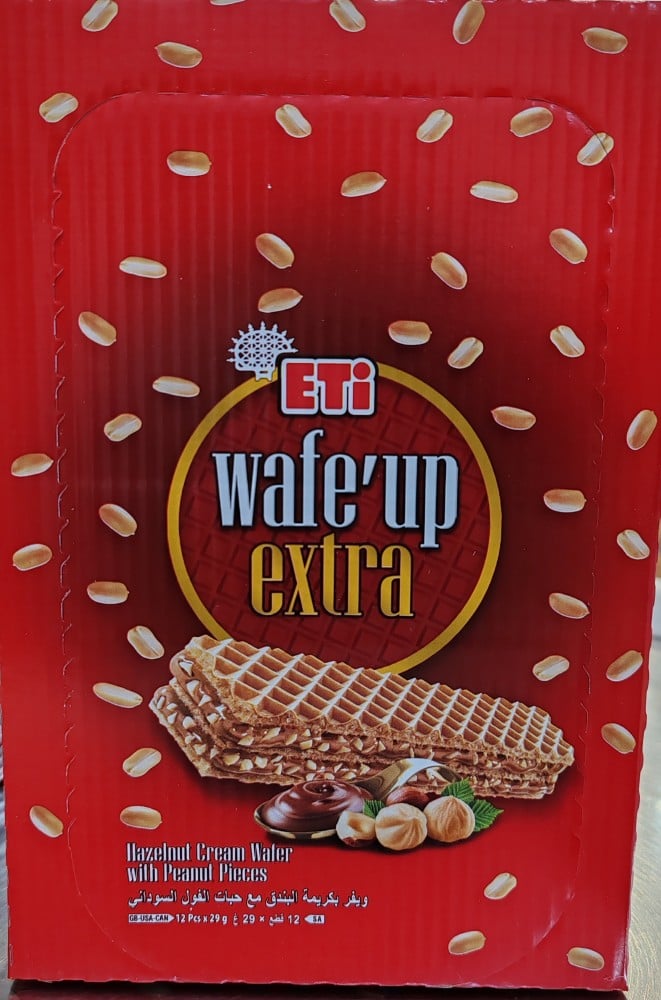 ETİ
wafe'up
extra
Hazelnut Cream Wafer
with Peanut Pieces
ويفر بكريمة البندق مع حبات الفول السوداني
GB-USA-CAN 12 Pcs x 29 g 12 قطع × 29 غ SA